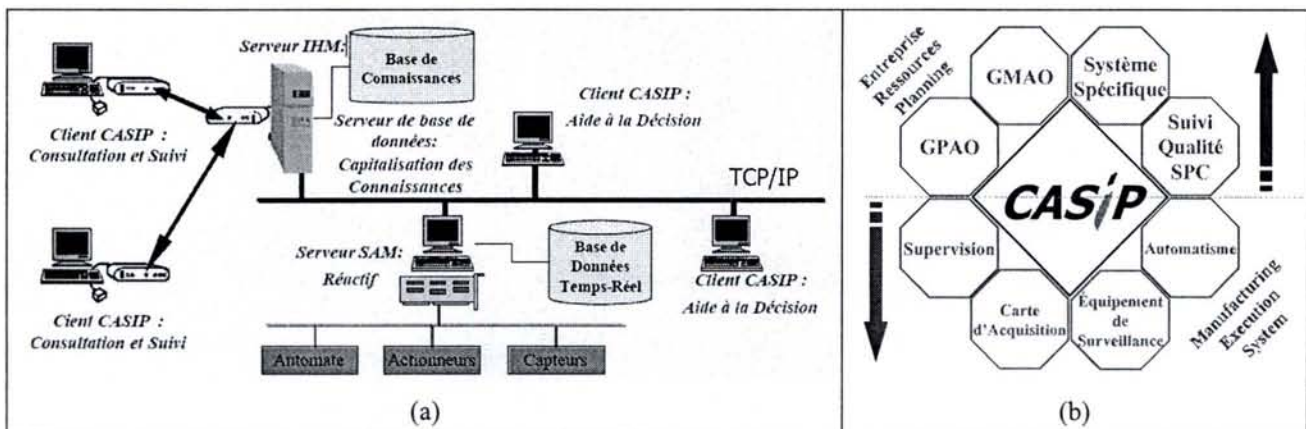 Serveur IHM:
Base de
Connaissances
Client CASIP :
Consultation et Suivi
Serveur de base de
données:
Capitalisation des
Connaissances
Client CASIP :
Aide à la Décision
TCP/IP
Cient CASIP :
Consultation et Suivi
Serveur SAM:
Réactif
Base de
Données
Temps-Réel
Client CASIP :
Aide à la Décision
Automate
Actionneurs
Capteurs
(a)
Entreprise
Ressources
Planning
GMAO
Système
Spécifique
GPAO
Suivi
Qualité
SPC
CASIP
Supervision
Automatisme
Carte
d'Acquisition
Équipement
de
Surveillance
Manufacturing
Execution
System
(b)